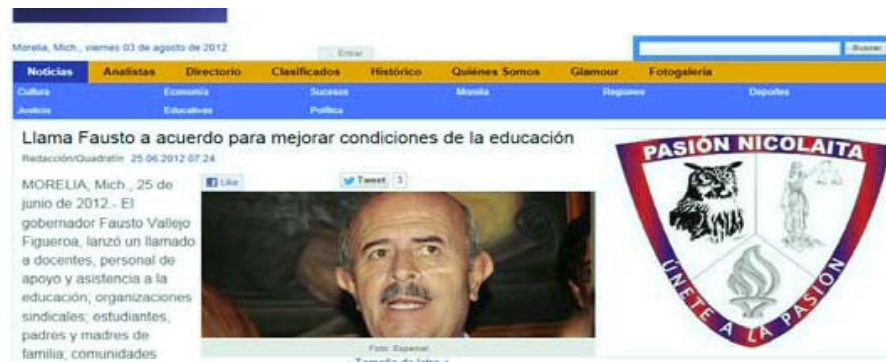 Morelia, Mich., viernes 03 de agosto de 2012
Entrar
Buscar
Noticias Analistas Directorio Clasificados Histórico Quiénes Somos Glamour Fotogalería
Cultura Economía Sucesos Morelia Regiones Deportes
Justicia Educativas Política
Llama Fausto a acuerdo para mejorar condiciones de la educación
Redacción/Quadratín 25.06.2012 07:24
Like
Tweet 3
MORELIA, Mich., 25 de
junio de 2012.- El
gobernador Fausto Vallejo
Figueroa, lanzó un llamado
a docentes, personal de
apoyo y asistencia a la
educación; organizaciones
sindicales; estudiantes,
padres y madres de
familia; comunidades
Foto: Especial
Tamaño de letra
PASIÓN NICOLAITA
ÚNETE A LA PASIÓN